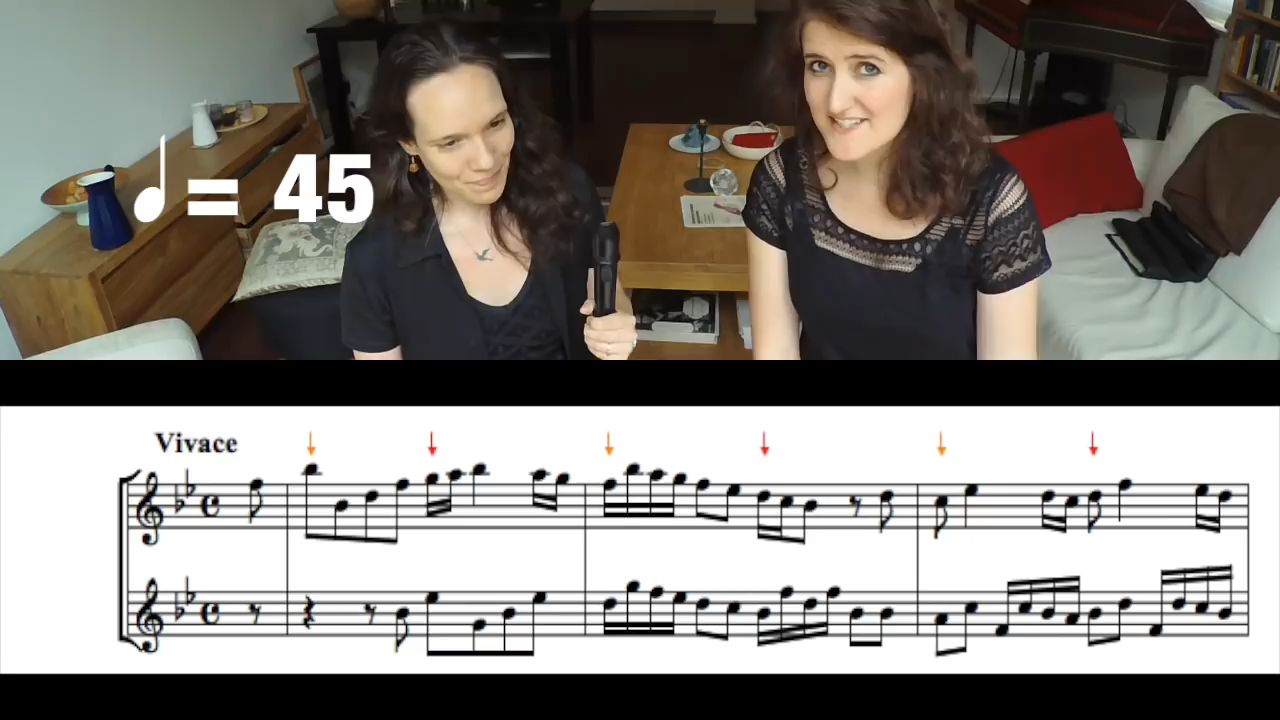 ♩ = 45
Vivace